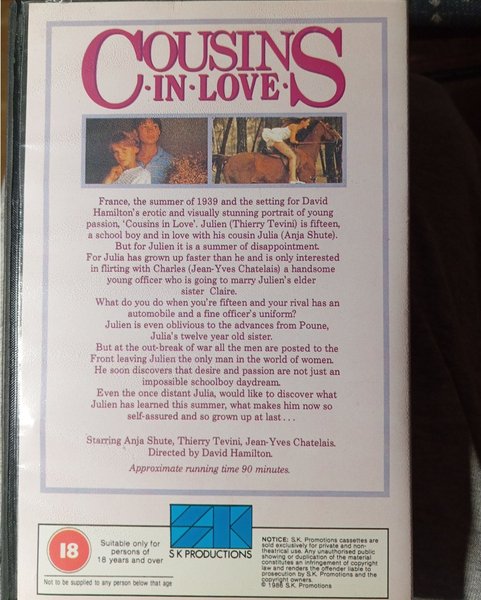 COUSINS
·IN·LOVE·
France, the summer of 1939 and the setting for David
Hamilton's erotic and visually stunning portrait of young
passion, 'Cousins in Love'. Julien (Thierry Tevini) is fifteen,
a school boy and in love with his cousin Julia (Anja Shute).
But for Julien it is a summer of disappointment.
For Julia has grown up faster than he and is only interested
in flirting with Charles (Jean-Yves Chatelais) a handsome
young officer who is going to marry Julien's elder
sister Claire.
What do you do when you're fifteen and your rival has an
automobile and a fine officer's uniform?
Julien is even oblivious to the advances from Poune,
Julia's twelve year old sister.
But at the out-break of war all the men are posted to the
Front leaving Julien the only man in the world of women.
He soon discovers that desire and passion are not just an
impossible schoolboy daydream.
Even the once distant Julia, would like to discover what
Julien has learned this summer, what makes him now so
self-assured and so grown up at last . . .
Starring Anja Shute, Thierry Tevini, Jean-Yves Chatelais.
Directed by David Hamilton.
Approximate running time 90 minutes.
18
Suitable only for
persons of
18 years and over
Not to be supplied to any person below that age
SK
S K PRODUCTIONS
NOTICE: S.K. Promotions cassettes are
sold exclusively for private and non-
theatrical use. Any unauthorised public
showing or duplication of the material
constitutes an infringement of copyright
law and renders the offender liable to
prosecution by S.K. Promotions and the
copyright owners.
© 1986 S.K. Promotions